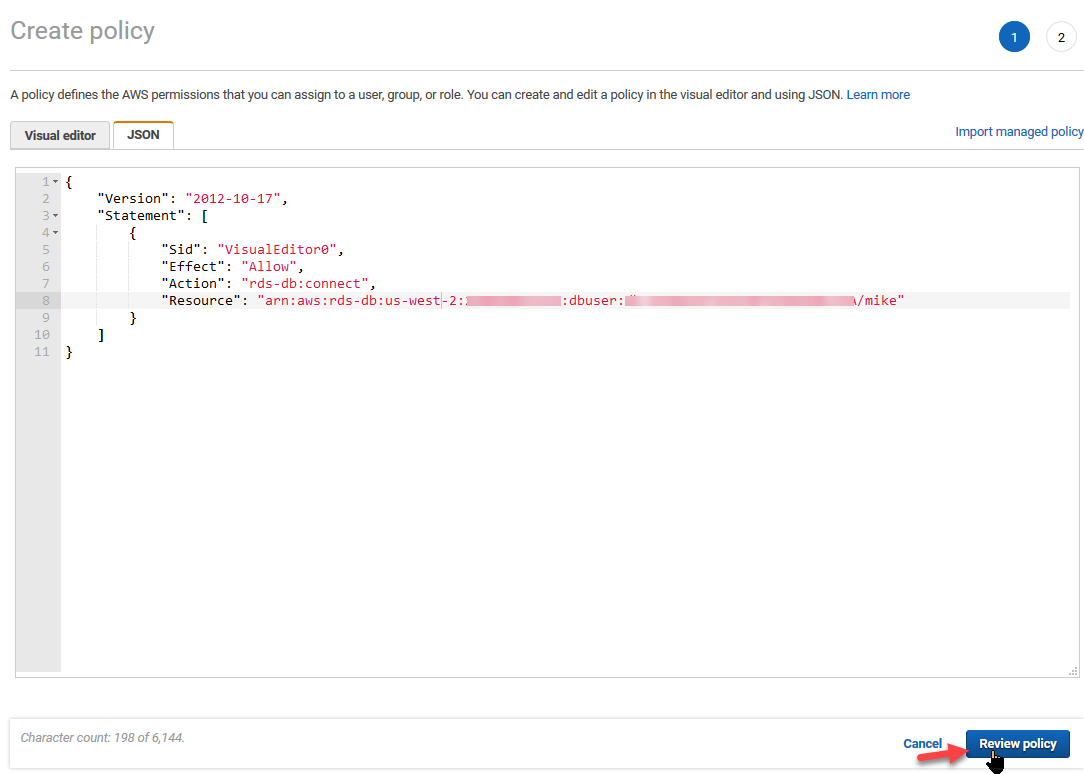 Create policy
1
2
A policy defines the AWS permissions that you can assign to a user, group, or role. You can create and edit a policy in the visual editor and using JSON. Learn more
Visual editor
JSON
Import managed policy
1 {
2 "Version": "2012-10-17",
3 "Statement": [
4 {
5 "Sid": "VisualEditor0",
6 "Effect": "Allow",
7 "Action": "rds-db:connect",
8 "Resource": "arn:aws:rds-db:us-west-2: :dbuser: /mike"
9 }
10 ]
11 }
Character count: 198 of 6,144.
Cancel
Review policy